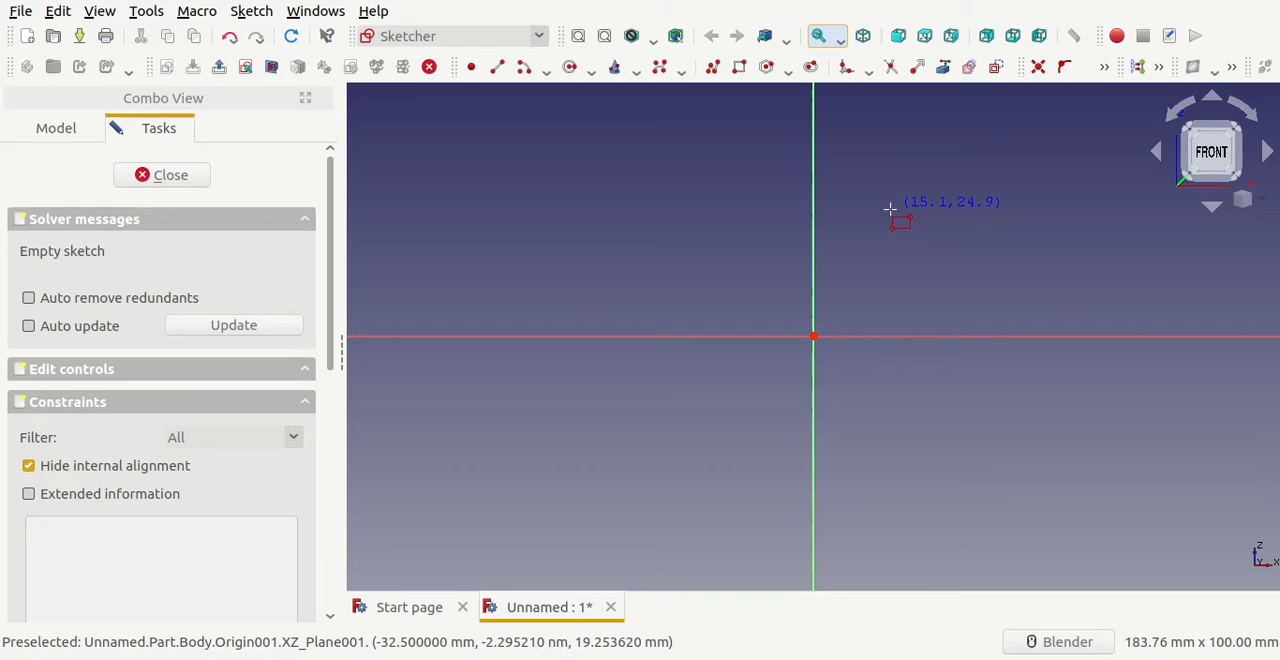 File Edit View Tools Macro Sketch Windows Help
Sketcher
Combo View
Model Tasks
Close
Solver messages
Empty sketch
Auto remove redundants
Auto update Update
Edit controls
Constraints
Filter: All
Hide internal alignment
Extended information
(15.1,24.9)
FRONT
Z
X
Z
Y X
Start page Unnamed : 1*
Preselected: Unnamed.Part.Body.Origin001.XZ_Plane001. (-32.500000 mm, -2.295210 nm, 19.253620 mm) Blender 183.76 mm x 100.00 mm